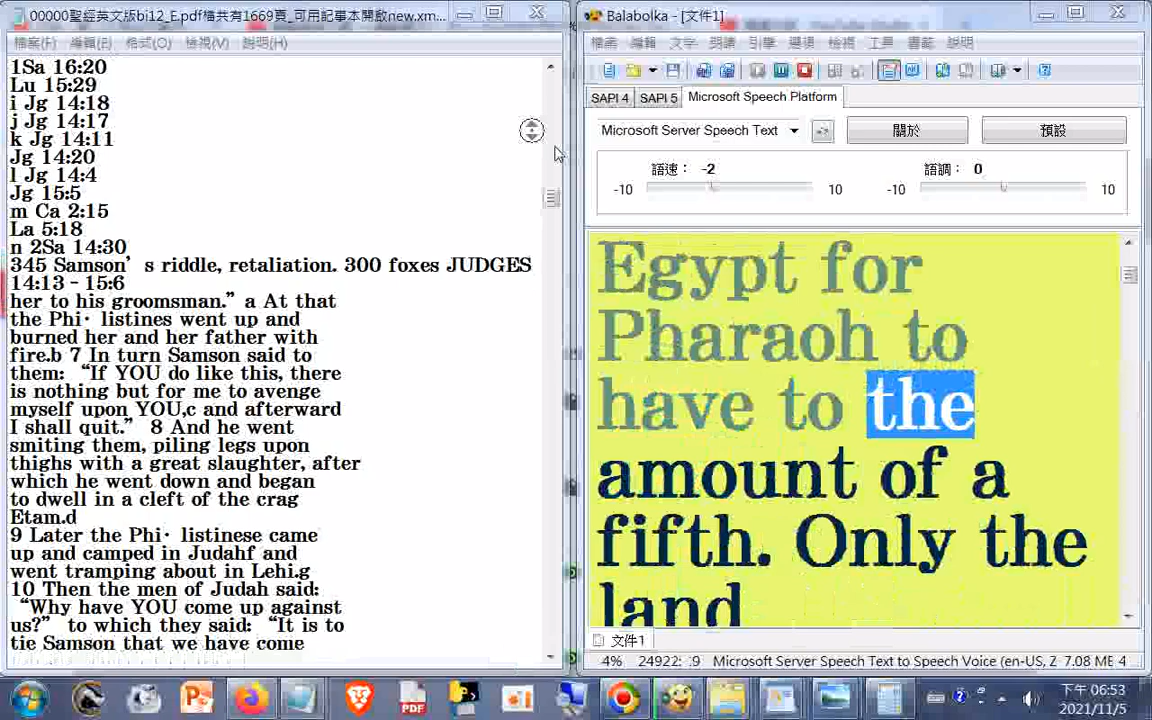 00000聖經英文版bi12_E.pdf檔共有1669頁_可用記事本開啟new.xm...
檔案(F) 編輯(E) 格式(O) 檢視(V) 說明(H)
1Sa 16:20
Lu 15:29
i Jg 14:18
j Jg 14:17
k Jg 14:11
Jg 14:20
l Jg 14:4
Jg 15:5
m Ca 2:15
La 5:18
n 2Sa 14:30
345 Samson’s riddle, retaliation. 300 foxes JUDGES
14:13－15:6
her to his groomsman.” a At that
the Phi· listines went up and
burned her and her father with
fire.b 7 In turn Samson said to
them: “If YOU do like this, there
is nothing but for me to avenge
myself upon YOU,c and afterward
I shall quit.” 8 And he went
smiting them, piling legs upon
thighs with a great slaughter, after
which he went down and began
to dwell in a cleft of the crag
Etam.d
9 Later the Phi· listinese came
up and camped in Judahf and
went tramping about in Lehi.g
10 Then the men of Judah said:
“Why have YOU come up against
us?” to which they said: “It is to
tie Samson that we have come
Balabolka - [文件1]
檔案 編輯 文字 朗讀 引擎 選項 檢視 工具 書籤 說明
SAPI 4 SAPI 5 Microsoft Speech Platform
Microsoft Server Speech Text 關於 預設
語速： -2 語調： 0
-10 10 -10 10
Egypt for
Pharaoh to
have to the
amount of a
fifth. Only the
land
文件1
4% 24922: Microsoft Server Speech Text to Speech Voice (en-US, Z 7.08 ME 4
PDF
下午 06:53
2021/11/5